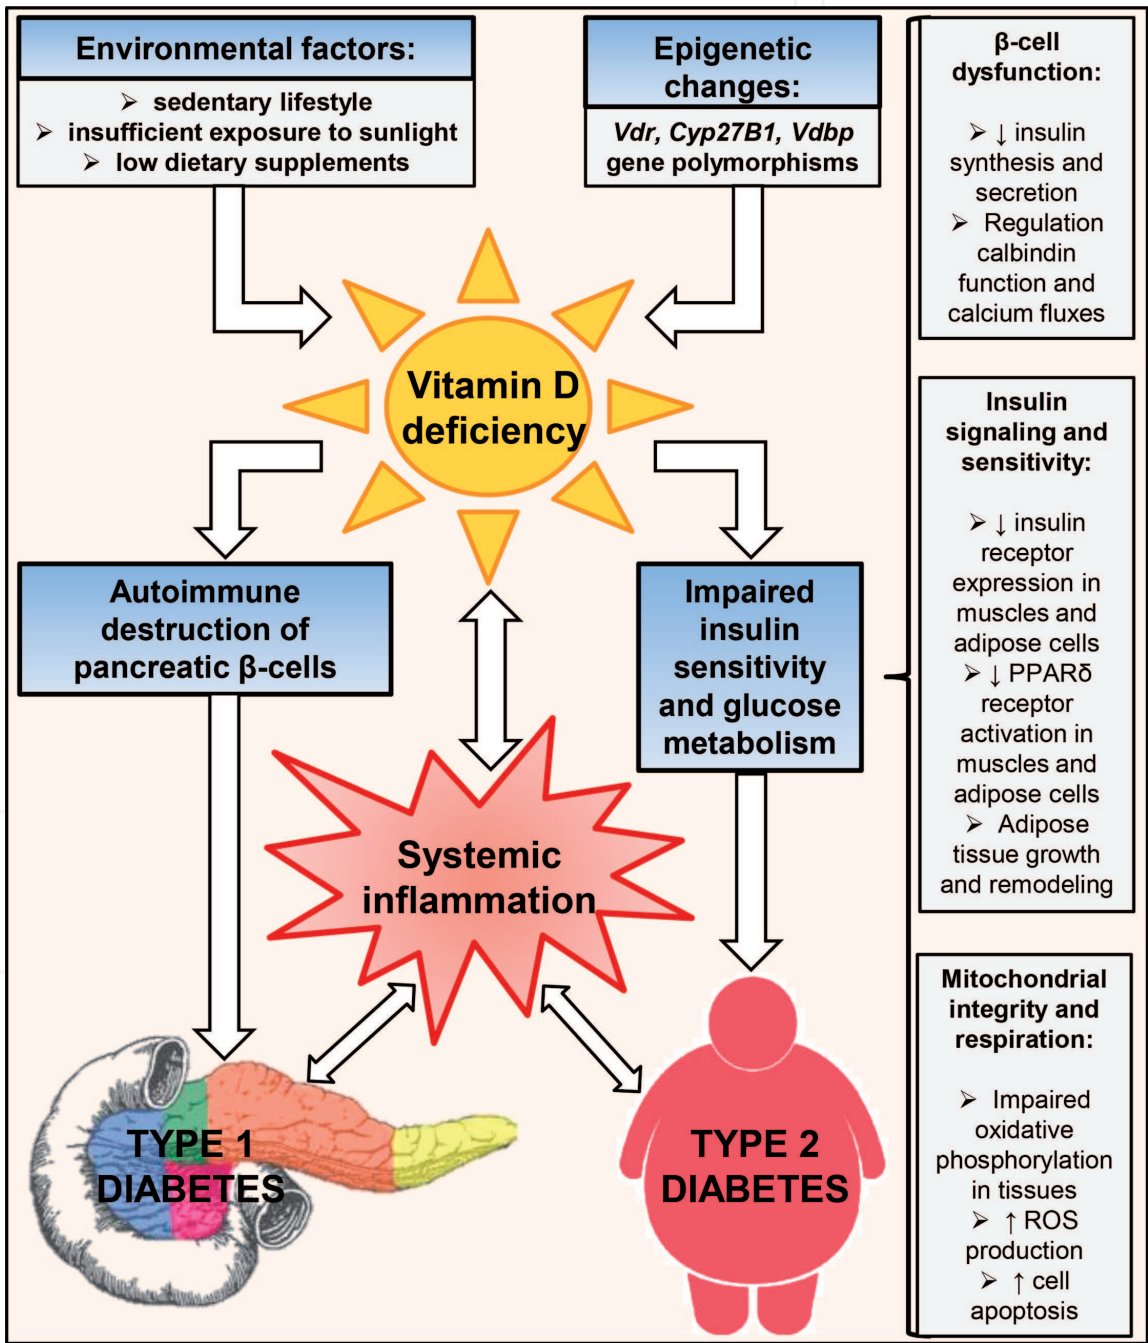 Environmental factors:
➢ sedentary lifestyle
➢ insufficient exposure to sunlight
➢ low dietary supplements
Epigenetic
changes:
Vdr, Cyp27B1, Vdbp
gene polymorphisms
Vitamin D
deficiency
Autoimmune
destruction of
pancreatic β-cells
Impaired
insulin
sensitivity
and glucose
metabolism
Systemic
inflammation
TYPE 1
DIABETES
TYPE 2
DIABETES
β-cell
dysfunction:
➢ ↓ insulin
synthesis and
secretion
➢ Regulation
calbindin
function and
calcium fluxes
Insulin
signaling and
sensitivity:
➢ ↓ insulin
receptor
expression in
muscles and
adipose cells
➢ ↓ PPARδ
receptor
activation in
muscles and
adipose cells
➢ Adipose
tissue growth
and remodeling
Mitochondrial
integrity and
respiration:
➢ Impaired
oxidative
phosphorylation
in tissues
➢ ↑ ROS
production
➢ ↑ cell
apoptosis